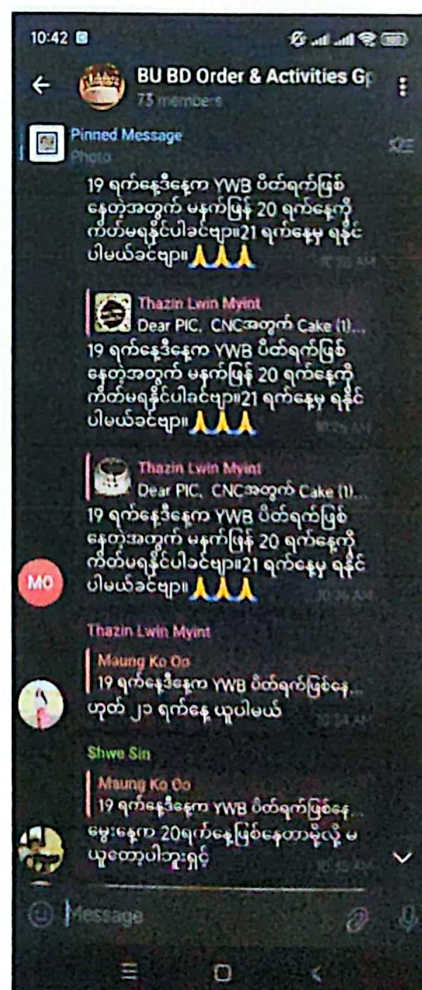 10:42
BU BD Order & Activities Gp
73 members
Pinned Message
Photo
19 ရက်နေ့ဒီနေ့က YWB ပိတ်ရက်ဖြစ်
နေတဲ့အတွက် မနက်ဖြန် 20 ရက်နေ့ကို
ကိတ်မရနိုင်ပါခင်ဗျာ။21 ရက်နေ့မှ ရနိုင်
ပါမယ်ခင်ဗျာ။🙏🙏🙏
Thazin Lwin Myint
Dear PIC, CNCအတွက် Cake (1)...
19 ရက်နေ့ဒီနေ့က YWB ပိတ်ရက်ဖြစ်
နေတဲ့အတွက် မနက်ဖြန် 20 ရက်နေ့ကို
ကိတ်မရနိုင်ပါခင်ဗျာ။21 ရက်နေ့မှ ရနိုင်
ပါမယ်ခင်ဗျာ။🙏🙏🙏
Thazin Lwin Myint
Dear PIC, CNCအတွက် Cake (1)...
19 ရက်နေ့ဒီနေ့က YWB ပိတ်ရက်ဖြစ်
နေတဲ့အတွက် မနက်ဖြန် 20 ရက်နေ့ကို
ကိတ်မရနိုင်ပါခင်ဗျာ။21 ရက်နေ့မှ ရနိုင်
ပါမယ်ခင်ဗျာ။🙏🙏🙏
MO
Thazin Lwin Myint
Maung Ko Oo
19 ရက်နေ့ဒီနေ့က YWB ပိတ်ရက်ဖြစ်နေ...
ဟုတ် ၂၁ ရက်နေ့ ယူပါမယ်
Shwe Sin
Maung Ko Oo
19 ရက်နေ့ဒီနေ့က YWB ပိတ်ရက်ဖြစ်နေ...
မွေးနေ့က 20ရက်နေ့ဖြစ်နေတာမို့လို့ မ
ယူတော့ပါဘူးရှင့်
Message